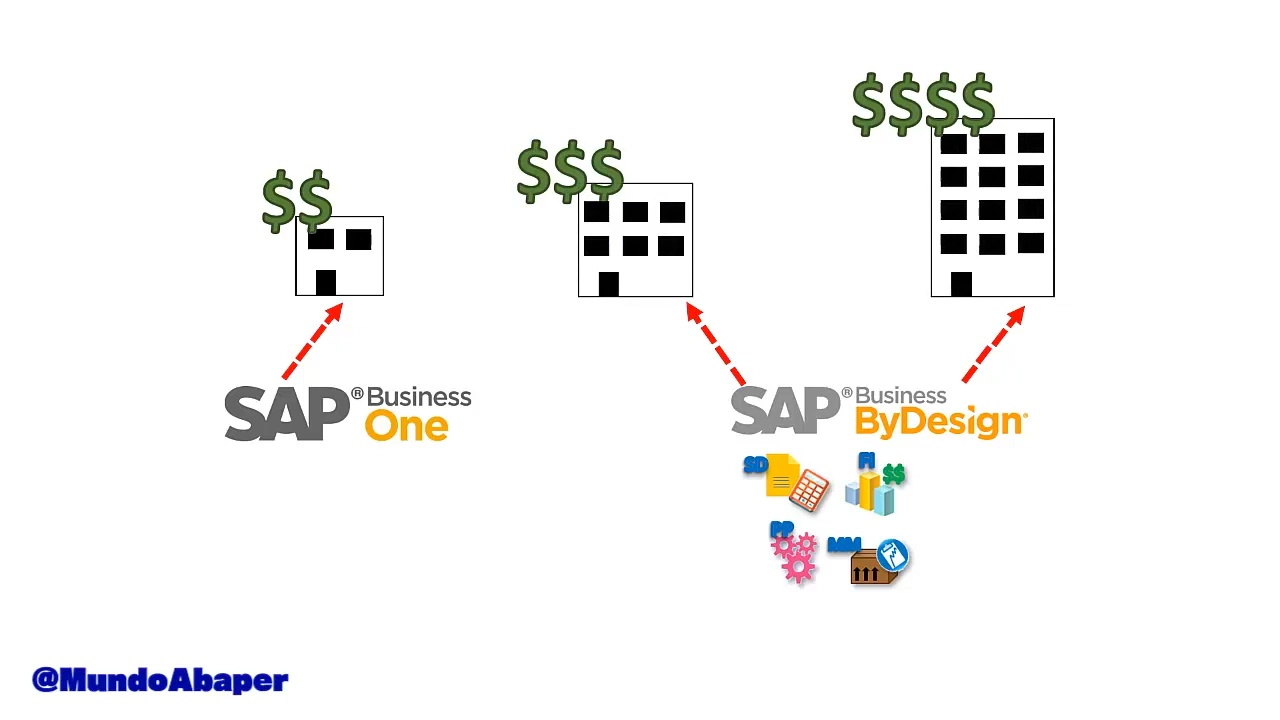 $$$$
$$$
$$
SAP® Business One
SAP® Business ByDesign®
SD
FI
$$
PP
MM
@MundoAbaper